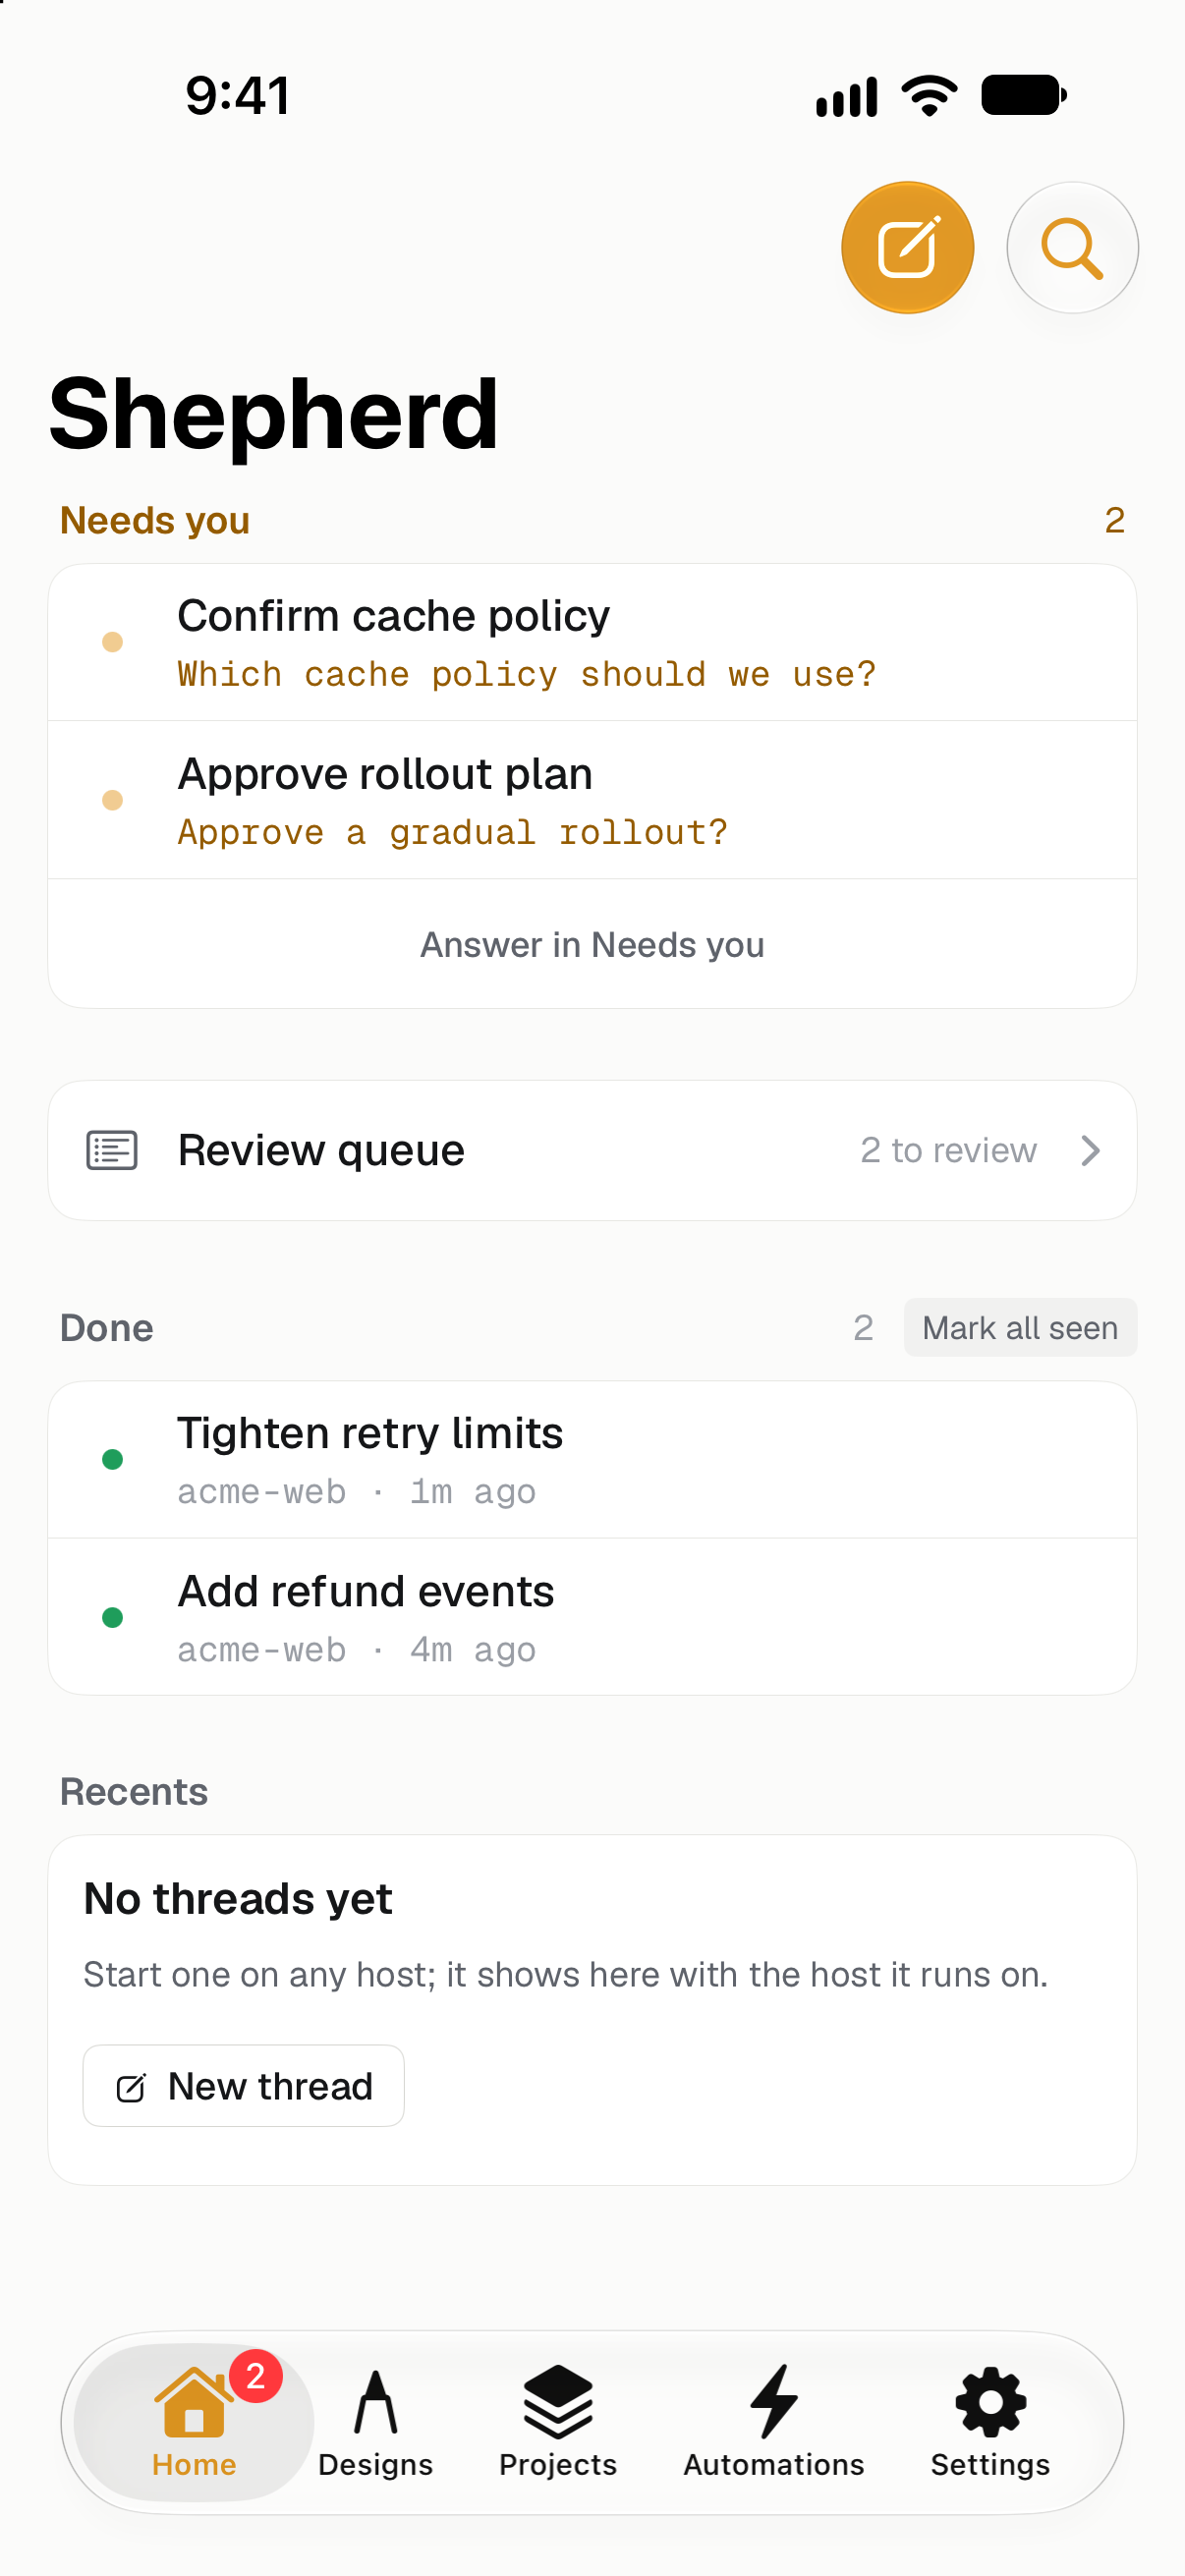 9:41
Shepherd
Needs you 2
Confirm cache policy
Which cache policy should we use?
Approve rollout plan
Approve a gradual rollout?
Answer in Needs you
Review queue 2 to review
Done 2 Mark all seen
Tighten retry limits
acme-web · 1m ago
Add refund events
acme-web · 4m ago
Recents
No threads yet
Start one on any host; it shows here with the host it runs on.
New thread
2
Home Designs Projects Automations Settings